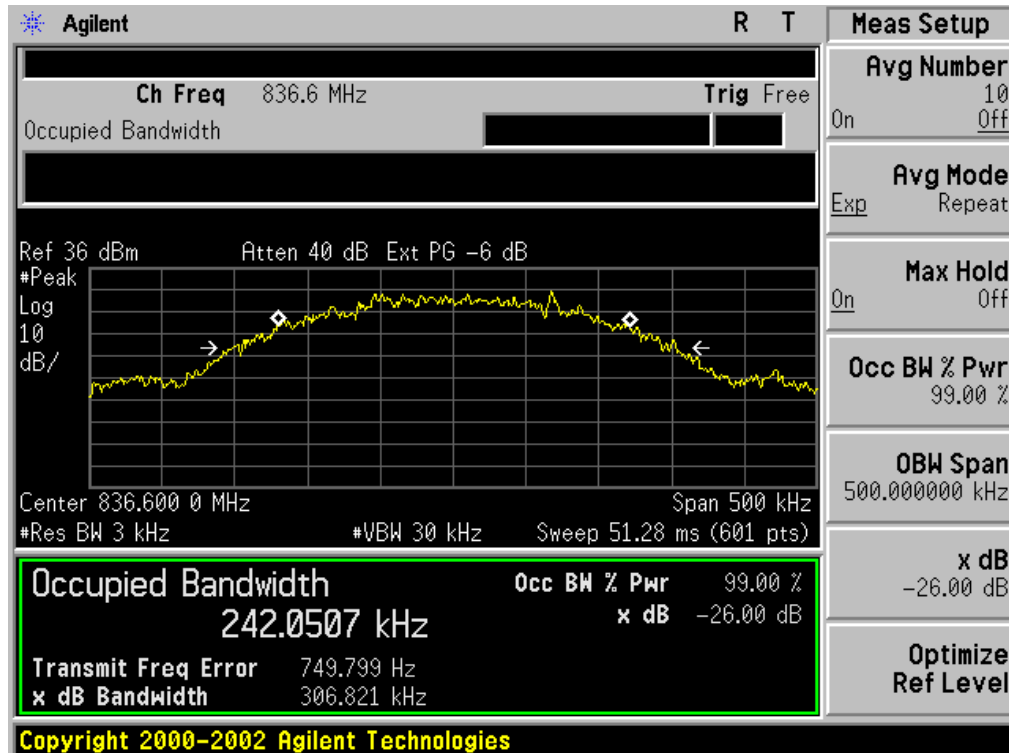 Agilent R T
Ch Freq 836.6 MHz Trig Free
Occupied Bandwidth
Ref 36 dBm Atten 40 dB Ext PG -6 dB
#Peak
Log
10
dB/
Center 836.600 0 MHz Span 500 kHz
#Res BW 3 kHz #VBW 30 kHz Sweep 51.28 ms (601 pts)
Occupied Bandwidth Occ BW % Pwr 99.00 %
242.0507 kHz x dB -26.00 dB
Transmit Freq Error 749.799 Hz
x dB Bandwidth 306.821 kHz
Copyright 2000-2002 Agilent Technologies
Meas Setup
Avg Number
10
On Off
Avg Mode
Exp Repeat
Max Hold
On Off
Occ BW % Pwr
99.00 %
OBW Span
500.000000 kHz
x dB
-26.00 dB
Optimize
Ref Level